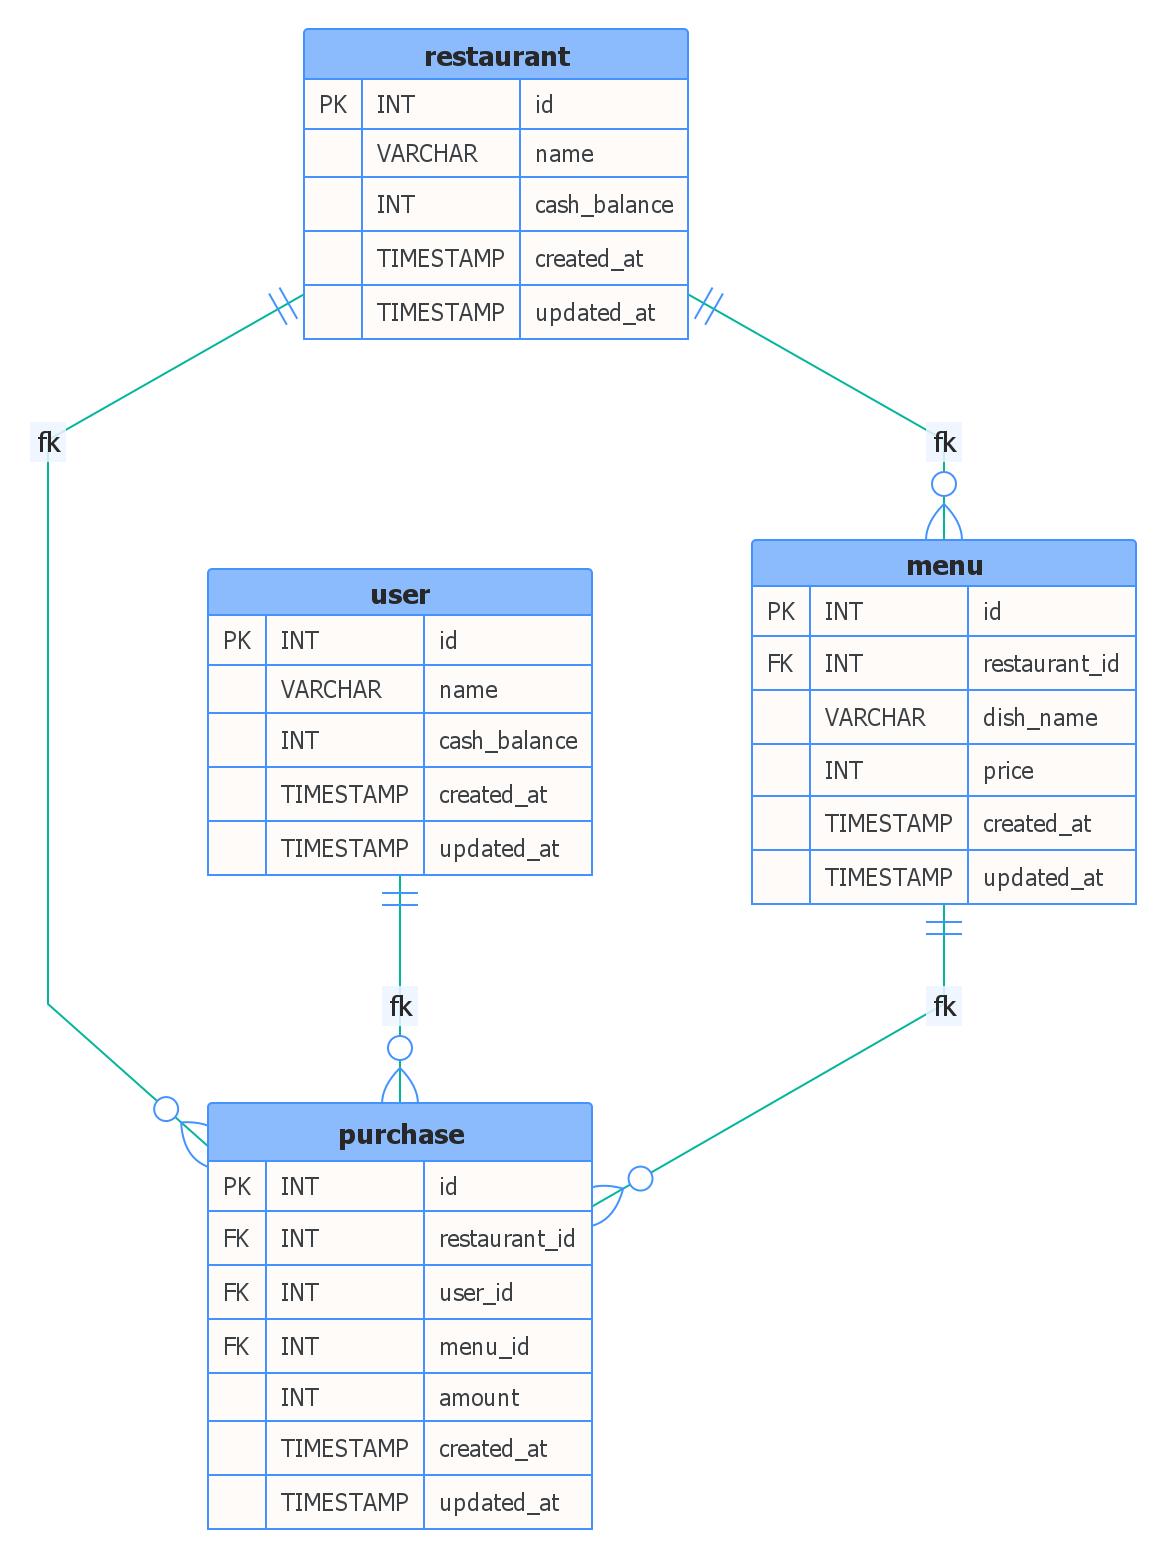 restaurant
PK INT id
VARCHAR name
INT cash_balance
TIMESTAMP created_at
TIMESTAMP updated_at
fk
fk
user
PK INT id
VARCHAR name
INT cash_balance
TIMESTAMP created_at
TIMESTAMP updated_at
menu
PK INT id
FK INT restaurant_id
VARCHAR dish_name
INT price
TIMESTAMP created_at
TIMESTAMP updated_at
fk
fk
purchase
PK INT id
FK INT restaurant_id
FK INT user_id
FK INT menu_id
INT amount
TIMESTAMP created_at
TIMESTAMP updated_at